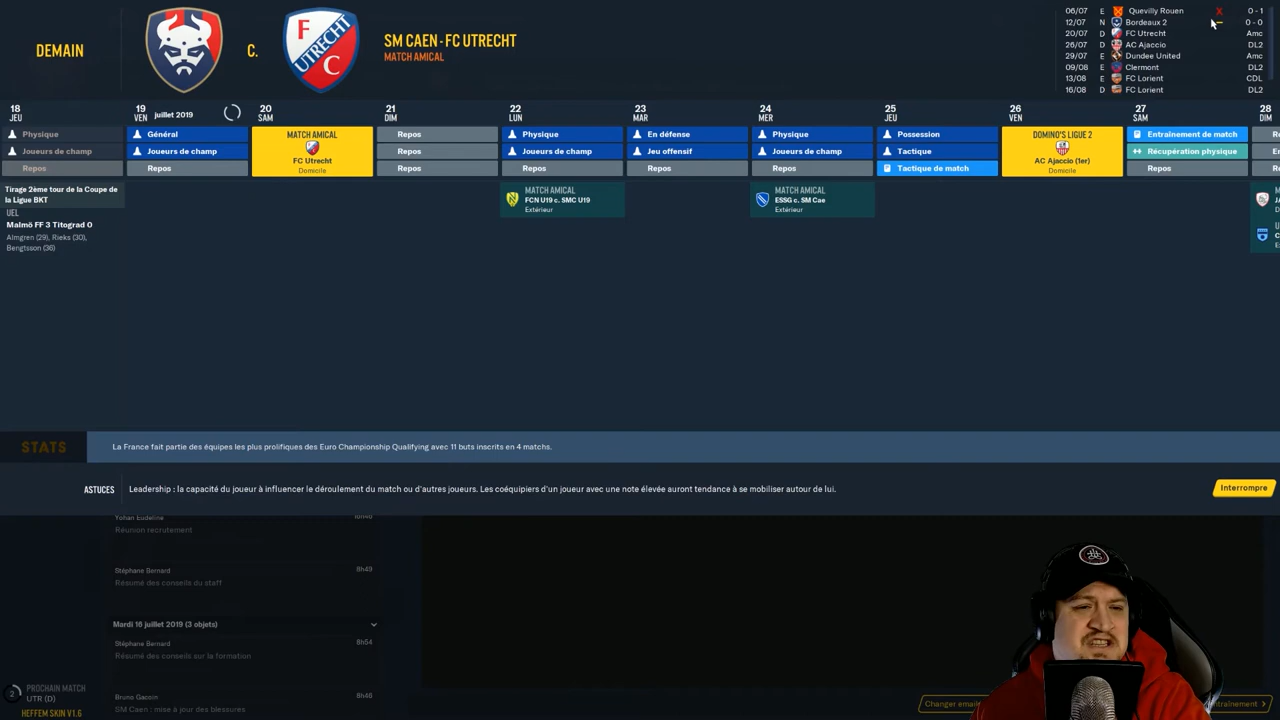 DEMAIN
C.
FC UTRECHT
SM CAEN - FC UTRECHT
MATCH AMICAL
06/07 E Quevilly Rouen X 0 - 1
12/07 N Bordeaux 2 0 - 0
20/07 D FC Utrecht Amc
26/07 D AC Ajaccio DL2
29/07 D Dundee United Amc
09/08 E Clermont DL2
13/08 E FC Lorient CDL
16/08 D FC Lorient DL2
18 JEU
19 VEN juillet 2019
20 SAM
21 DIM
22 LUN
23 MAR
24 MER
25 JEU
26 VEN
27 SAM
28 DIM
Physique
Joueurs de champ
Repos
Général
Joueurs de champ
Repos
MATCH AMICAL
FC Utrecht
Domicile
Repos
Repos
Repos
Physique
Joueurs de champ
Repos
En défense
Jeu offensif
Repos
Physique
Joueurs de champ
Repos
Possession
Tactique
Tactique de match
DOMINO'S LIGUE 2
AC Ajaccio (1er)
Domicile
Entraînement de match
Récupération physique
Repos
Tirage 2ème tour de la Coupe de
la Ligue BKT
UEL
Malmö FF 3 Titograd 0
Almgren (29), Rieks (30),
Bengtsson (36)
MATCH AMICAL
FCN U19 c. SMC U19
Extérieur
MATCH AMICAL
ESSG c. SM Cae
Extérieur
STATS
La France fait partie des équipes les plus prolifiques des Euro Championship Qualifying avec 11 buts inscrits en 4 matchs.
ASTUCES
Leadership : la capacité du joueur à influencer le déroulement du match ou d'autres joueurs. Les coéquipiers d'un joueur avec une note élevée auront tendance à se mobiliser autour de lui.
Interrompre
Yohan Eudeline
Réunion recrutement
Stéphane Bernard 8h49
Résumé des conseils du staff
Mardi 16 juillet 2019 (3 objets)
Stéphane Bernard 8h54
Résumé des conseils sur la formation
Bruno Gacoin 8h46
SM Caen : mise à jour des blessures
2 PROCHAIN MATCH
UTR (D)
HEFFEM SKIN V1.6
Changer email